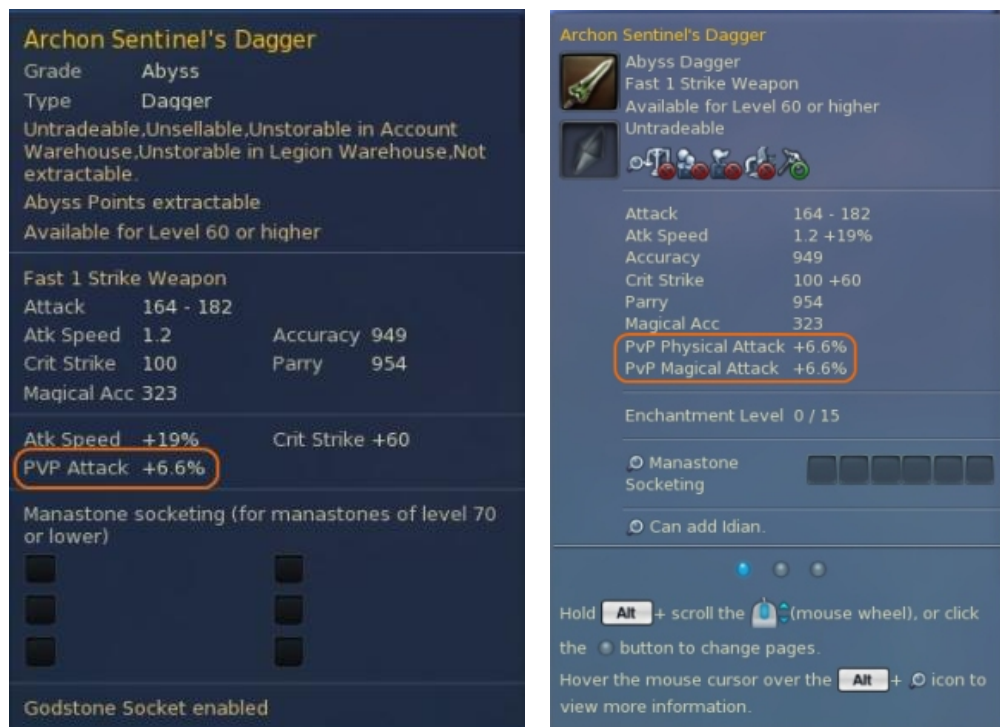 Archon Sentinel's Dagger
Grade Abyss
Type Dagger
Untradeable,Unsellable,Unstorable in Account
Warehouse,Unstorable in Legion Warehouse,Not
extractable.
Abyss Points extractable
Available for Level 60 or higher
Fast 1 Strike Weapon
Attack 164 - 182
Atk Speed 1.2 Accuracy 949
Crit Strike 100 Parry 954
Magical Acc 323
Atk Speed +19% Crit Strike +60
PVP Attack +6.6%
Manastone socketing (for manastones of level 70
or lower)
Godstone Socket enabled
Archon Sentinel's Dagger
Abyss Dagger
Fast 1 Strike Weapon
Available for Level 60 or higher
Untradeable
Attack 164 - 182
Atk Speed 1.2 +19%
Accuracy 949
Crit Strike 100 +60
Parry 954
Magical Acc 323
PvP Physical Attack +6.6%
PvP Magical Attack +6.6%
Enchantment Level 0 / 15
Manastone
Socketing
Can add Idian.
Hold Alt + scroll the (mouse wheel), or click
the button to change pages.
Hover the mouse cursor over the Alt + icon to
view more information.